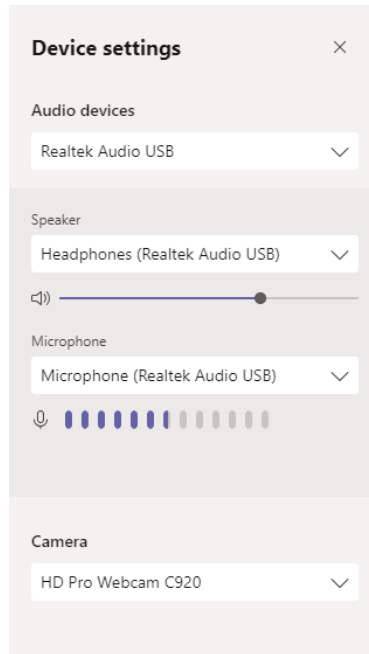 Device settings
Audio devices
Realtek Audio USB
Speaker
Headphones (Realtek Audio USB)
Microphone
Microphone (Realtek Audio USB)
Camera
HD Pro Webcam C920